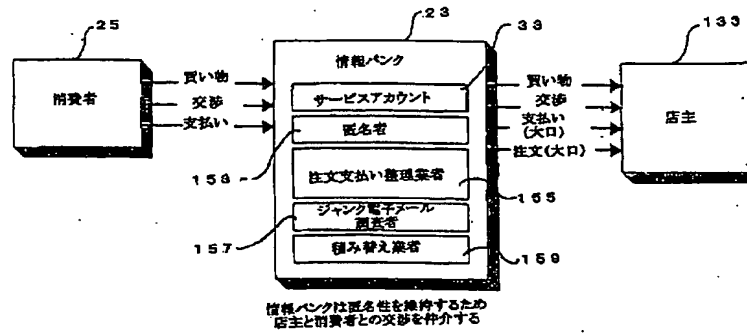 25
消費者
買い物
交渉
支払い
23
情報バンク
33
サービスアカウント
匿名者
158
注文支払い整理業者
165
ジャンク電子メール
調査者
157
積み替え業者
159
買い物
交渉
支払い
(大口)
注文(大口)
133
店主
情報バンクは匿名性を維持するため
店主と消費者との交渉を仲介する